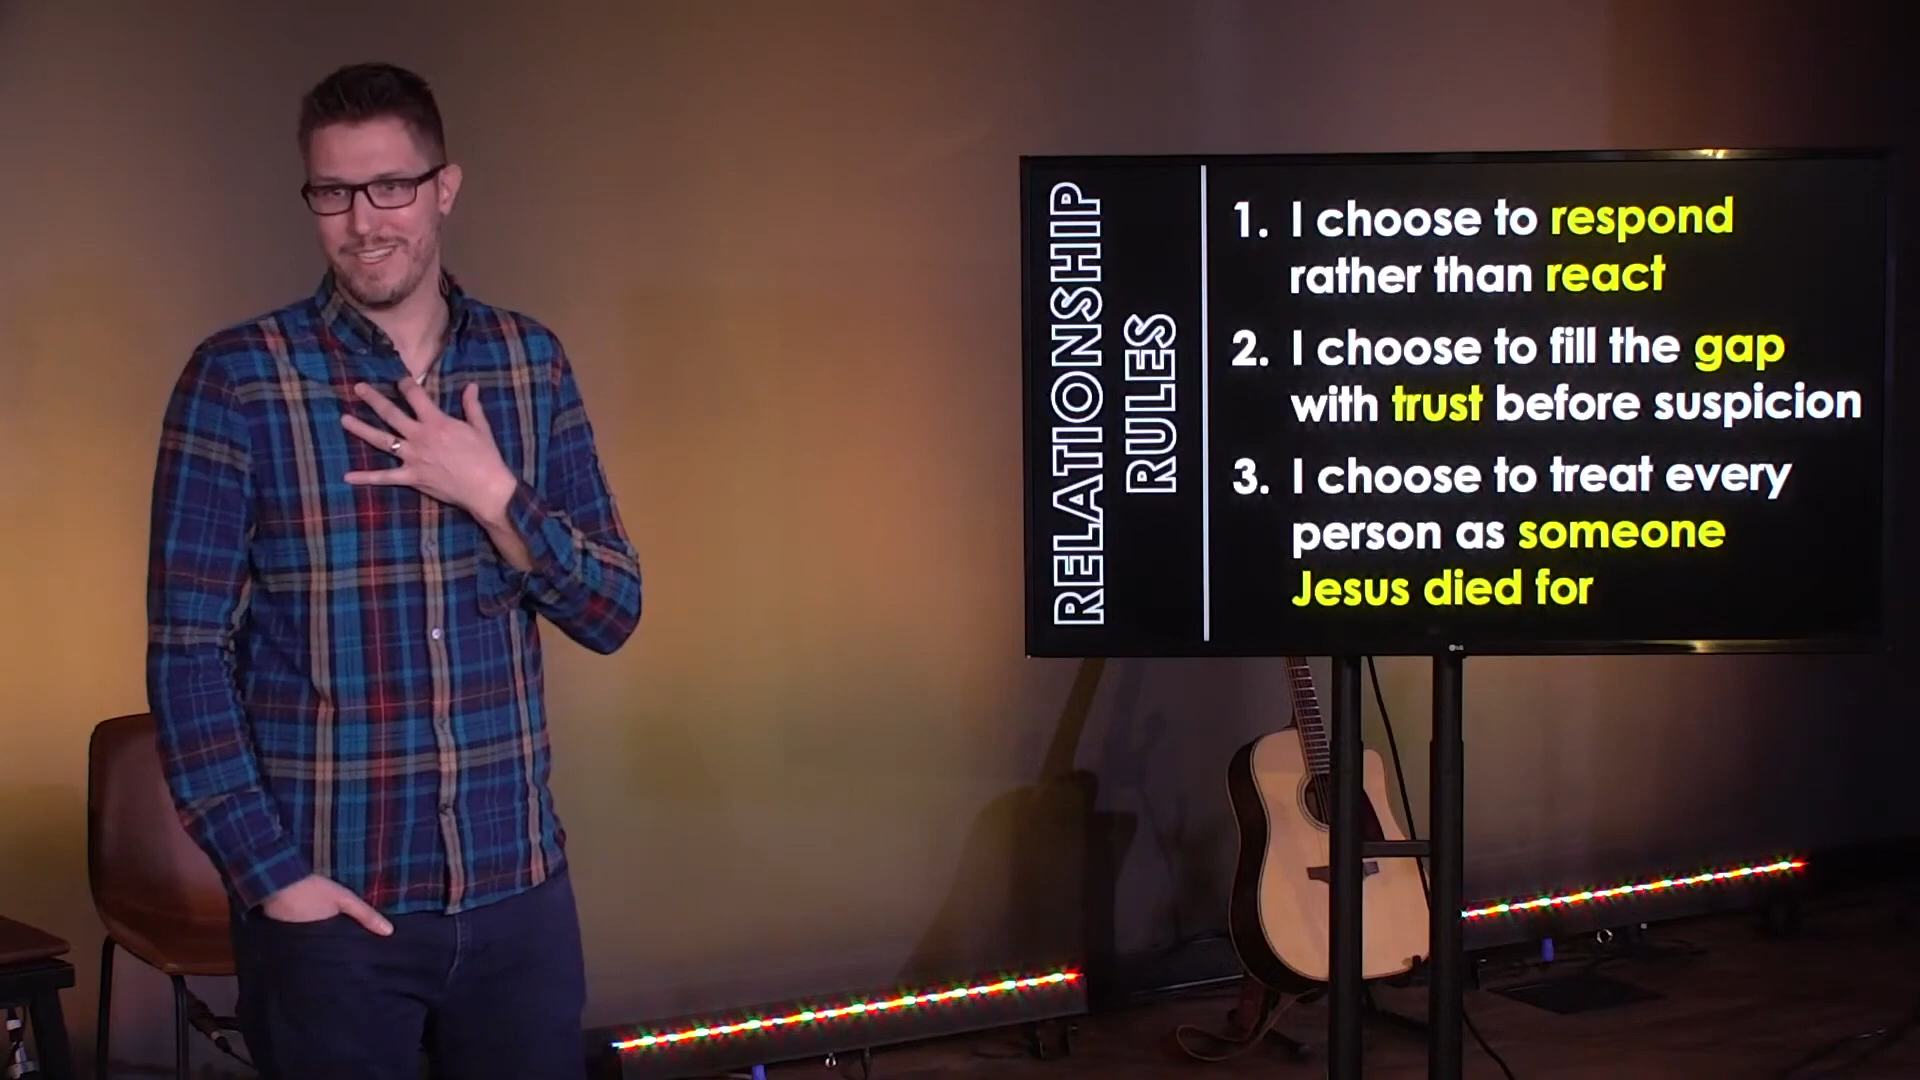 RELATIONSHIP
RULES
1. I choose to respond
rather than react
2. I choose to fill the gap
with trust before suspicion
3. I choose to treat every
person as someone
Jesus died for
LG